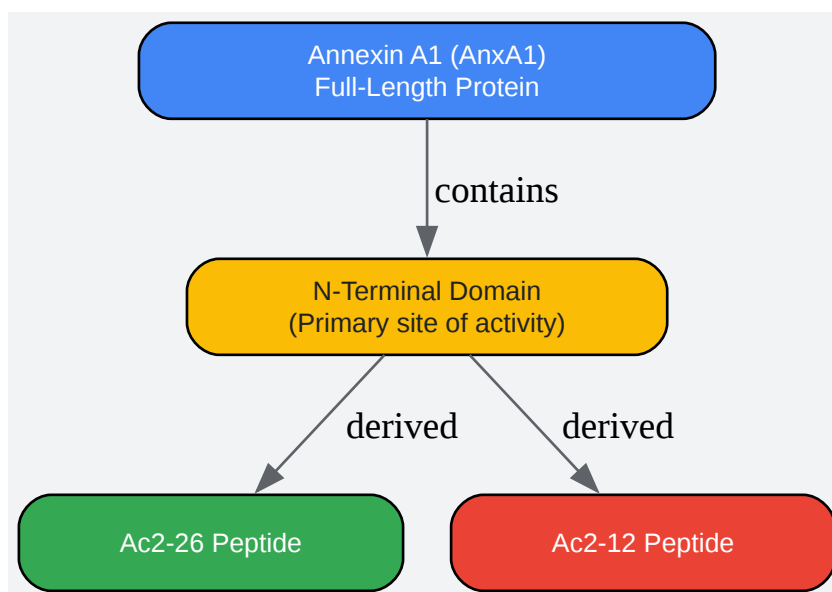 Annexin A1 (AnxA1)
Full-Length Protein
contains
N-Terminal Domain
(Primary site of activity)
derived
derived
Ac2-26 Peptide
Ac2-12 Peptide